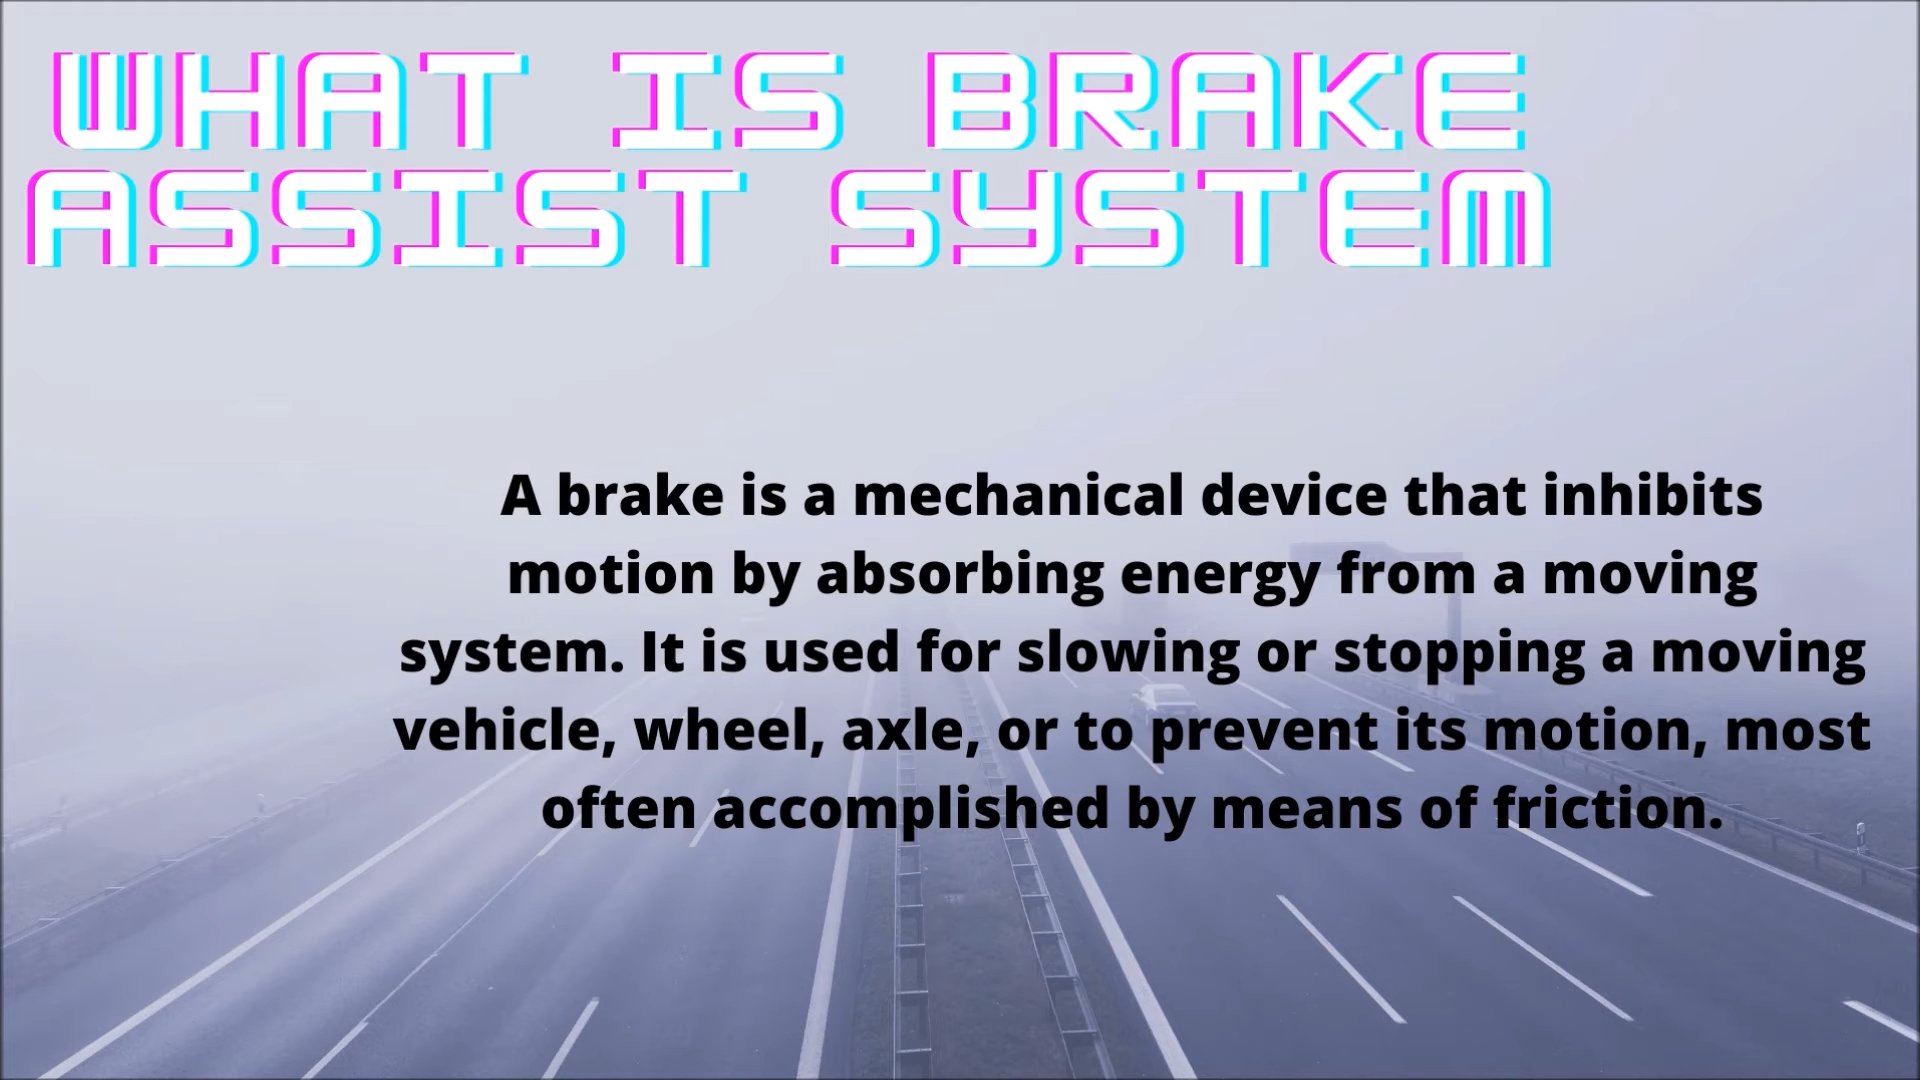 WHAT IS BRAKE
ASSIST SYSTEM
A brake is a mechanical device that inhibits
motion by absorbing energy from a moving
system. It is used for slowing or stopping a moving
vehicle, wheel, axle, or to prevent its motion, most
often accomplished by means of friction.